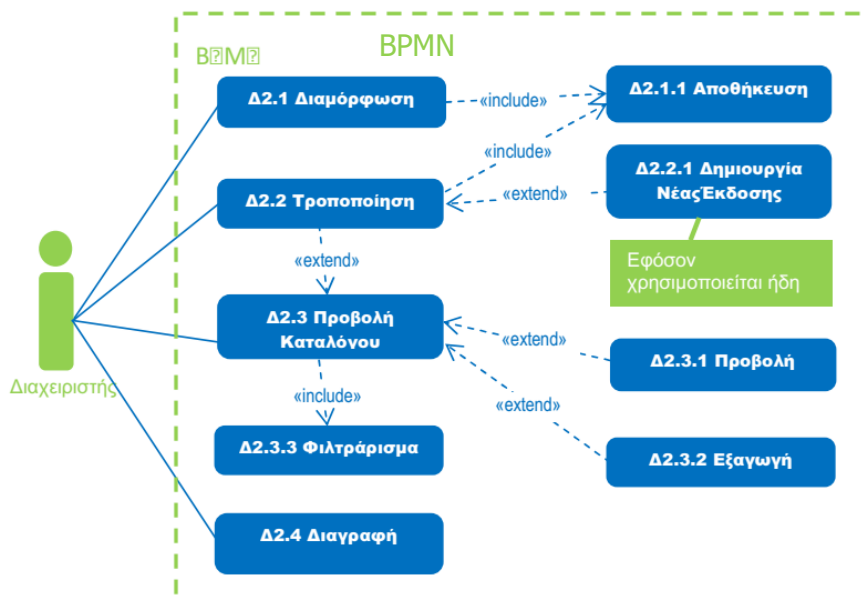 BPMN
Δ2.1 Διαμόρφωση
«include»
Δ2.1.1 Αποθήκευση
«include»
Δ2.2 Τροποποίηση
«extend»
Δ2.2.1 Δημιουργία
ΝέαςΈκδοσης
Εφόσον
χρησιμοποιείται ήδη
«extend»
Δ2.3 Προβολή
Καταλόγου
«extend»
Δ2.3.1 Προβολή
Διαχειριστής
«include»
«extend»
Δ2.3.3 Φιλτράρισμα
Δ2.3.2 Εξαγωγή
Δ2.4 Διαγραφή